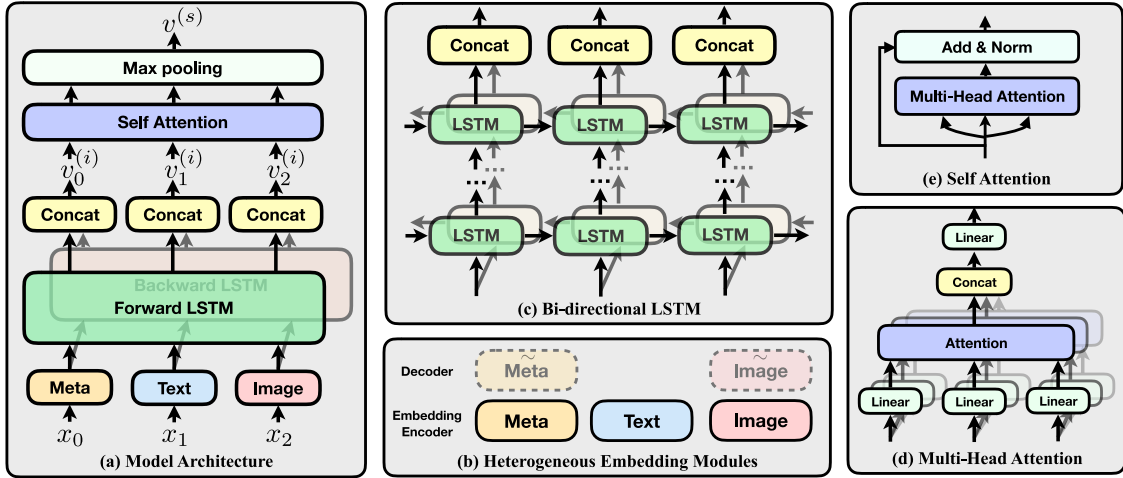 v^{(s)}
Max pooling
Self Attention
v_0^{(i)} v_1^{(i)} v_2^{(i)}
Concat Concat Concat
Backward LSTM
Forward LSTM
Meta Text Image
x_0 x_1 x_2
(a) Model Architecture
Concat Concat Concat
LSTM LSTM LSTM
... ... ... ... ... ...
LSTM LSTM LSTM
(c) Bi-directional LSTM
Decoder M̃eta Im̃age
Embedding
Encoder Meta Text Image
(b) Heterogeneous Embedding Modules
Add & Norm
Multi-Head Attention
(e) Self Attention
Linear
Concat
Attention
Linear Linear Linear
(d) Multi-Head Attention